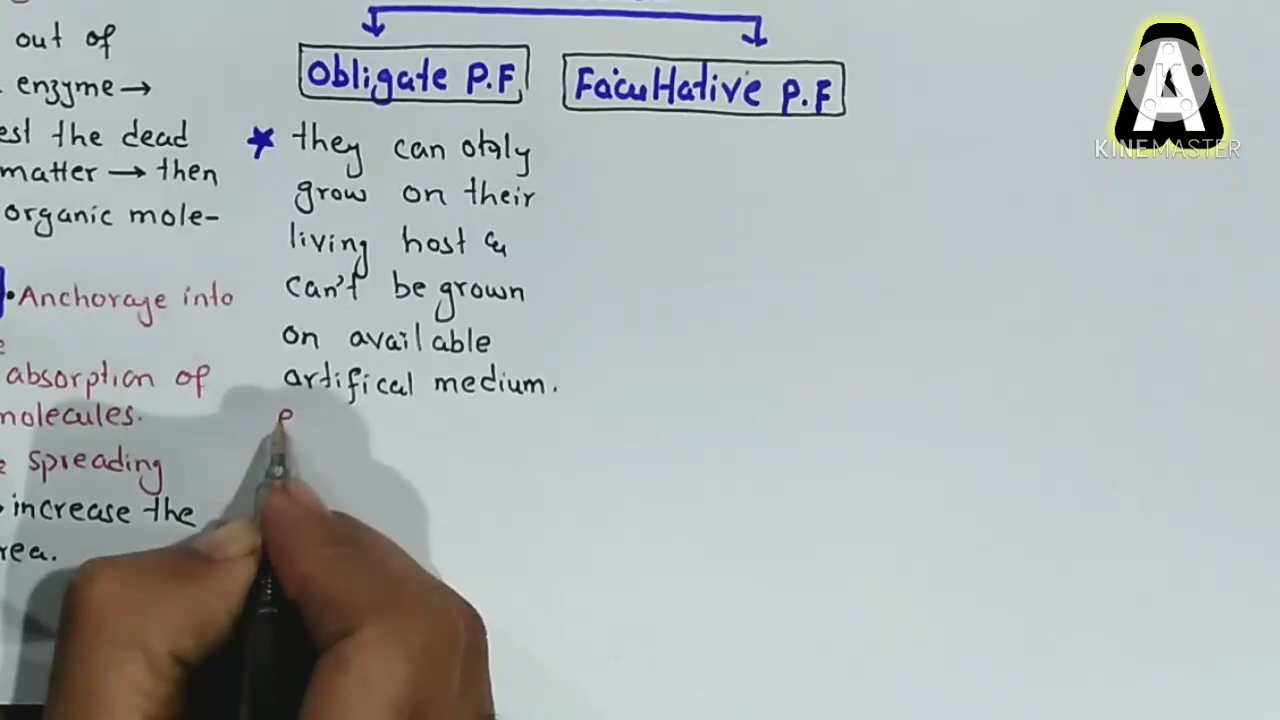 out of
enzyme→
est the dead
matter → then
organic mole-
•Anchorage into
absorption of
molecules.
e spreading
increase the
rea.
Obligate P.F
Facultative P.F
★ they can only
grow on their
living host &
can't be grown
on available
artifical medium.
e
A
K
KINEMASTER